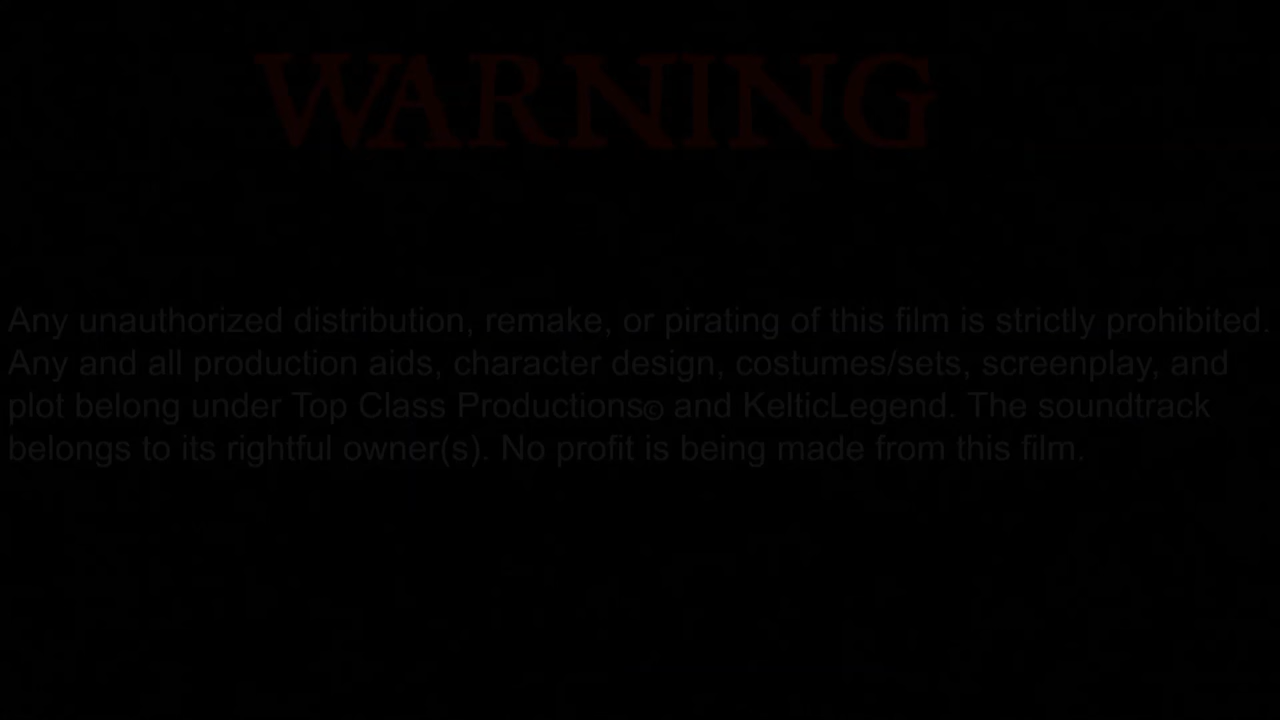 WARNING
Any unauthorized distribution, remake, or pirating of this film is strictly prohibited.
Any and all production aids, character design, costumes/sets, screenplay, and
plot belong under Top Class Productions© and KelticLegend. The soundtrack
belongs to its rightful owner(s). No profit is being made from this film.